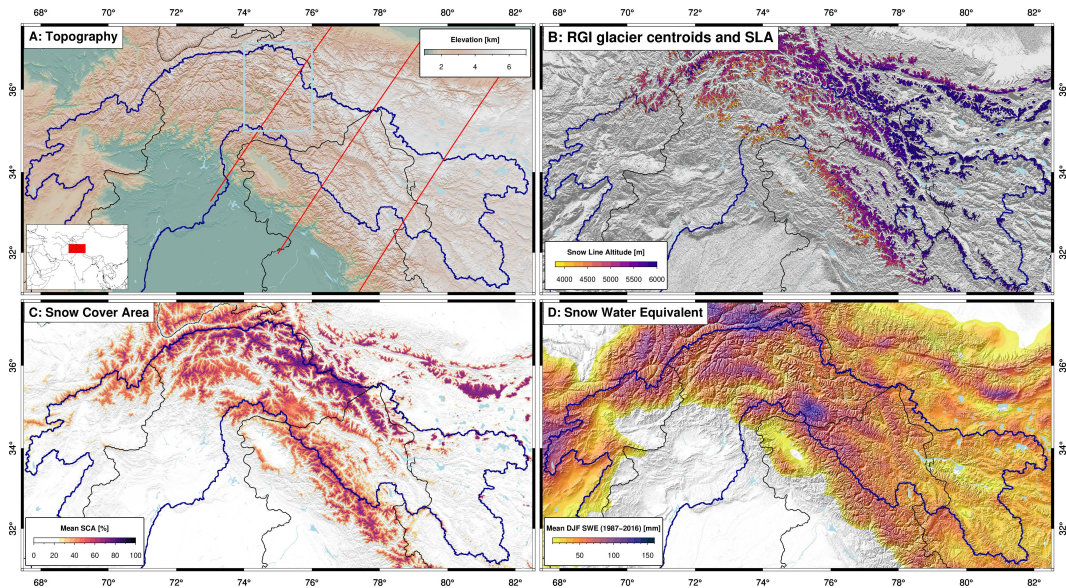 68° 70° 72° 74° 76° 78° 80° 82°
68° 70° 72° 74° 76° 78° 80° 82°
A: Topography
Elevation [km]
2 4 6
36°
34°
32°
B: RGI glacier centroids and SLA
Snow Line Altitude [m]
4000 4500 5000 5500 6000
36°
34°
32°
C: Snow Cover Area
Mean SCA [%]
0 20 40 60 80 100
36°
34°
32°
D: Snow Water Equivalent
Mean DJF SWE (1987−2016) [mm]
50 100 150
36°
34°
32°
68° 70° 72° 74° 76° 78° 80° 82°
68° 70° 72° 74° 76° 78° 80° 82°